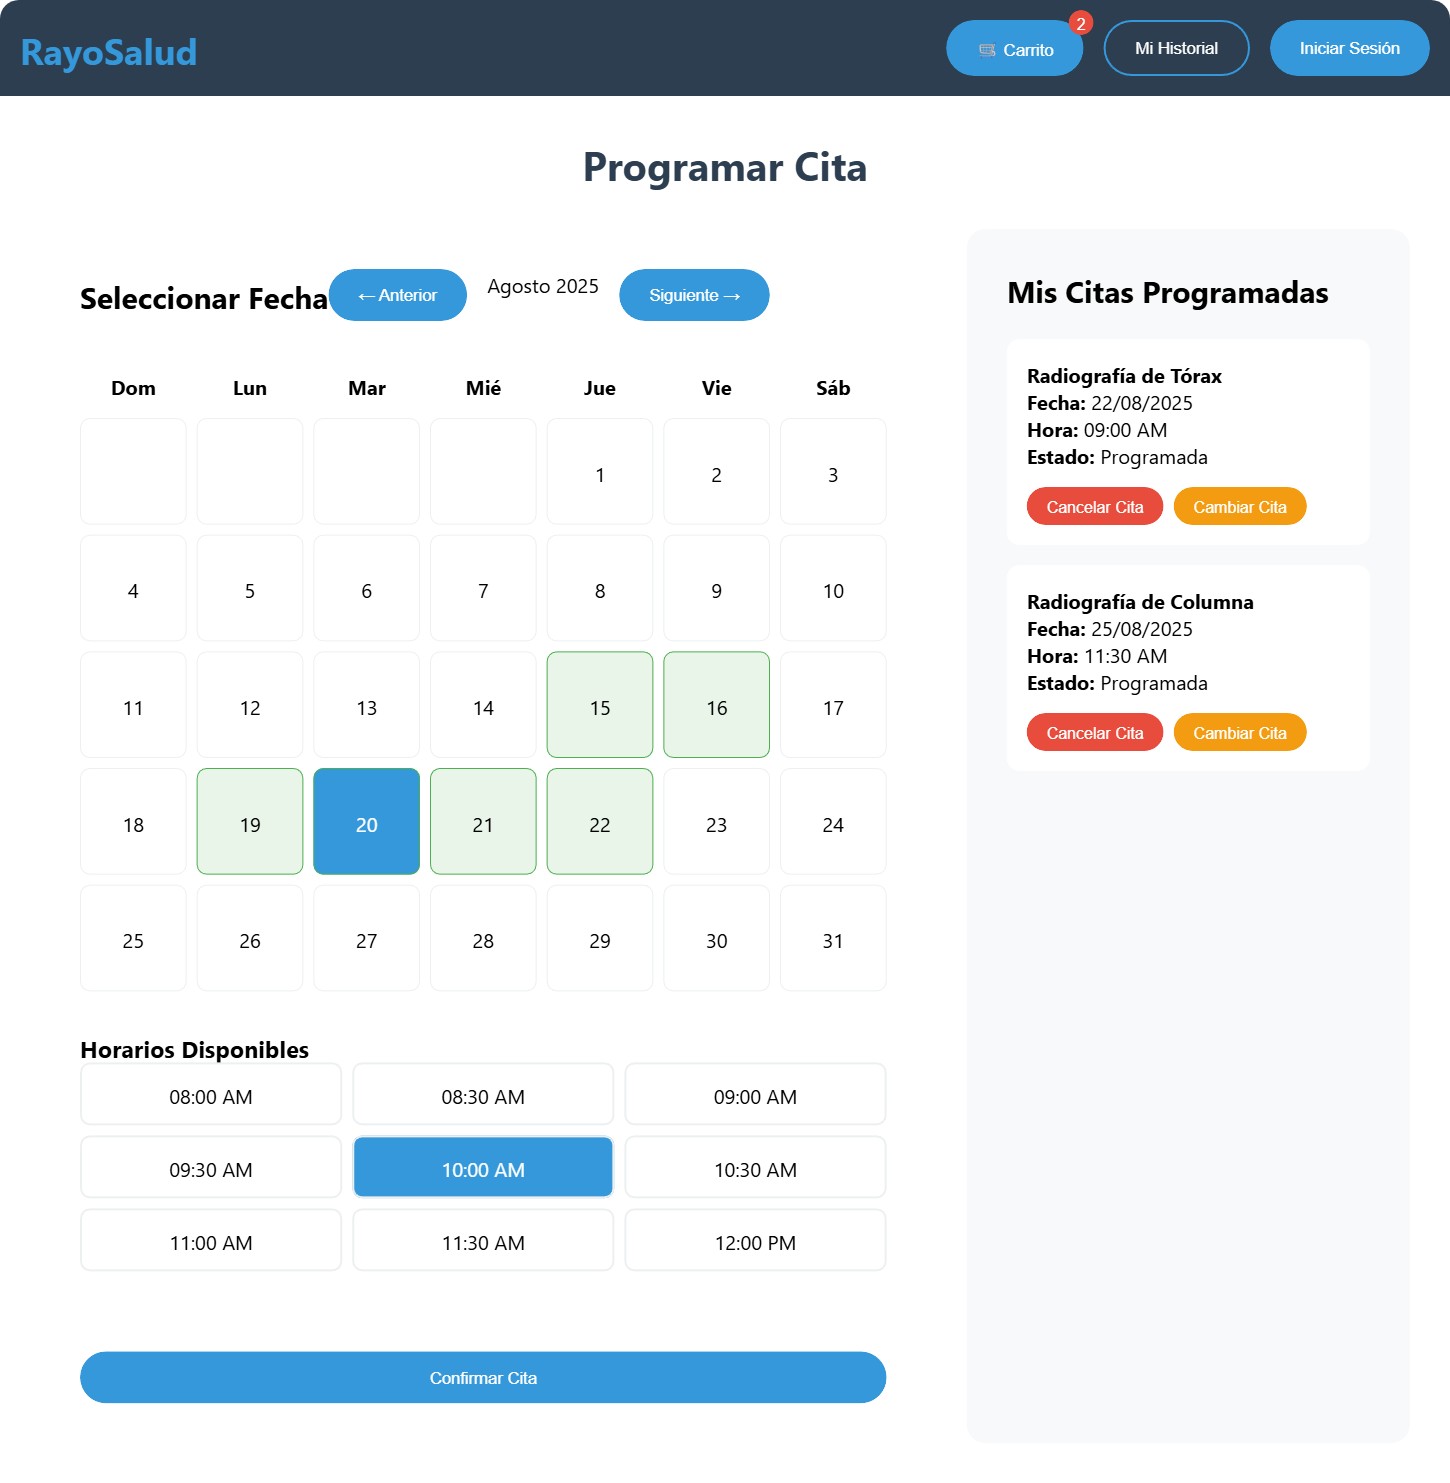 RayoSalud
🛒 Carrito
2
Mi Historial
Iniciar Sesión
Programar Cita
Seleccionar Fecha
← Anterior
Agosto 2025
Siguiente →
Dom Lun Mar Mié Jue Vie Sáb
1 2 3
4 5 6 7 8 9 10
11 12 13 14 15 16 17
18 19 20 21 22 23 24
25 26 27 28 29 30 31
Horarios Disponibles
08:00 AM 08:30 AM 09:00 AM
09:30 AM 10:00 AM 10:30 AM
11:00 AM 11:30 AM 12:00 PM
Confirmar Cita
Mis Citas Programadas
Radiografía de Tórax
Fecha: 22/08/2025
Hora: 09:00 AM
Estado: Programada
Cancelar Cita Cambiar Cita
Radiografía de Columna
Fecha: 25/08/2025
Hora: 11:30 AM
Estado: Programada
Cancelar Cita Cambiar Cita